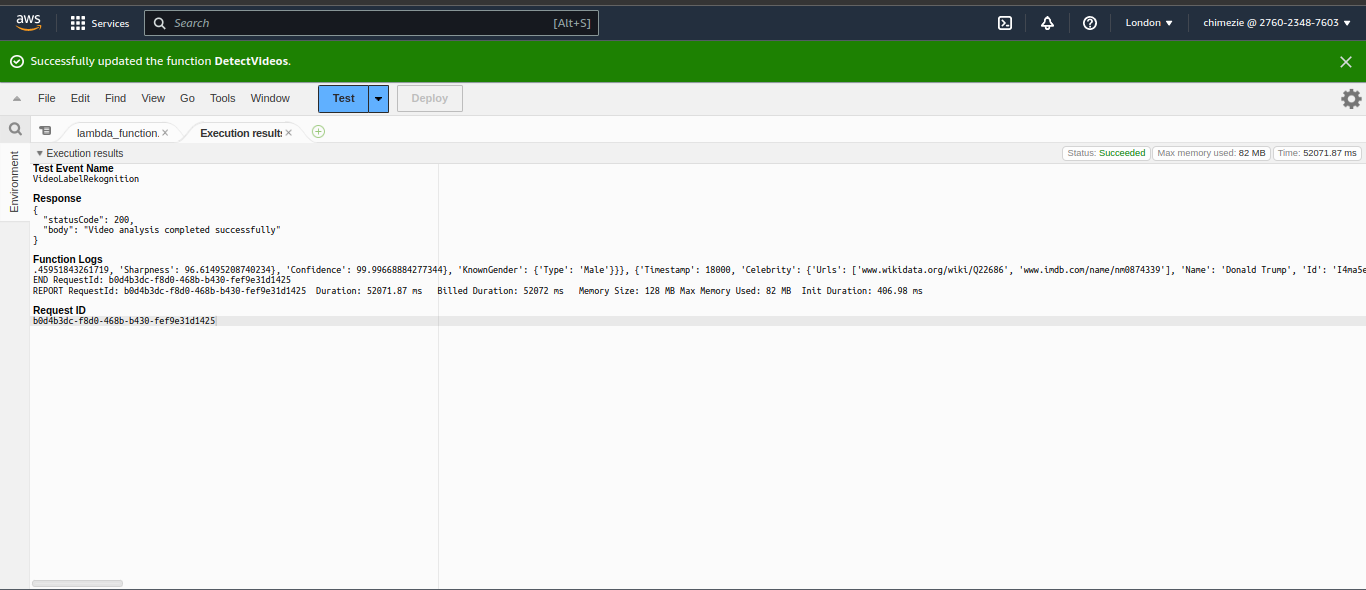 aws Services Search [Alt+S] London chimezie @ 2760-2348-7603
Successfully updated the function DetectVideos.
File Edit Find View Go Tools Window Test Deploy
lambda_function. Execution results
Environment
Execution results Status: Succeeded Max memory used: 82 MB Time: 52071.87 ms
Test Event Name
VideoLabelRekognition
Response
{
"statusCode": 200,
"body": "Video analysis completed successfully"
}
Function Logs
.45951843261719, 'Sharpness': 96.61495208740234}, 'Confidence': 99.99668884277344}, 'KnownGender': {'Type': 'Male'}}}, {'Timestamp': 18000, 'Celebrity': {'Urls': ['www.wikidata.org/wiki/Q22686', 'www.imdb.com/name/nm0874339'], 'Name': 'Donald Trump', 'Id': 'I4ma5e
END RequestId: b0d4b3dc-f8d0-468b-b430-fef9e31d1425
REPORT RequestId: b0d4b3dc-f8d0-468b-b430-fef9e31d1425 Duration: 52071.87 ms Billed Duration: 52072 ms Memory Size: 128 MB Max Memory Used: 82 MB Init Duration: 406.98 ms
Request ID
b0d4b3dc-f8d0-468b-b430-fef9e31d1425